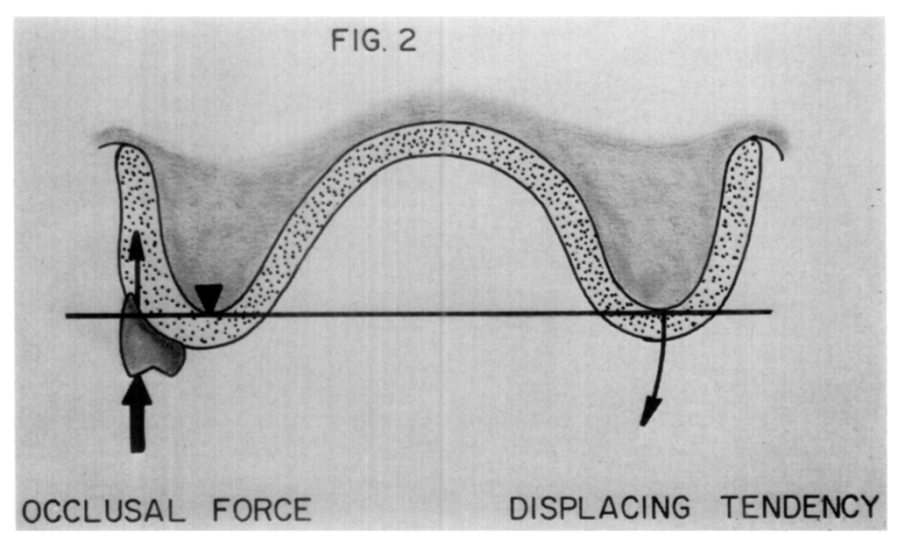 FIG. 2
OCCLUSAL FORCE
DISPLACING TENDENCY